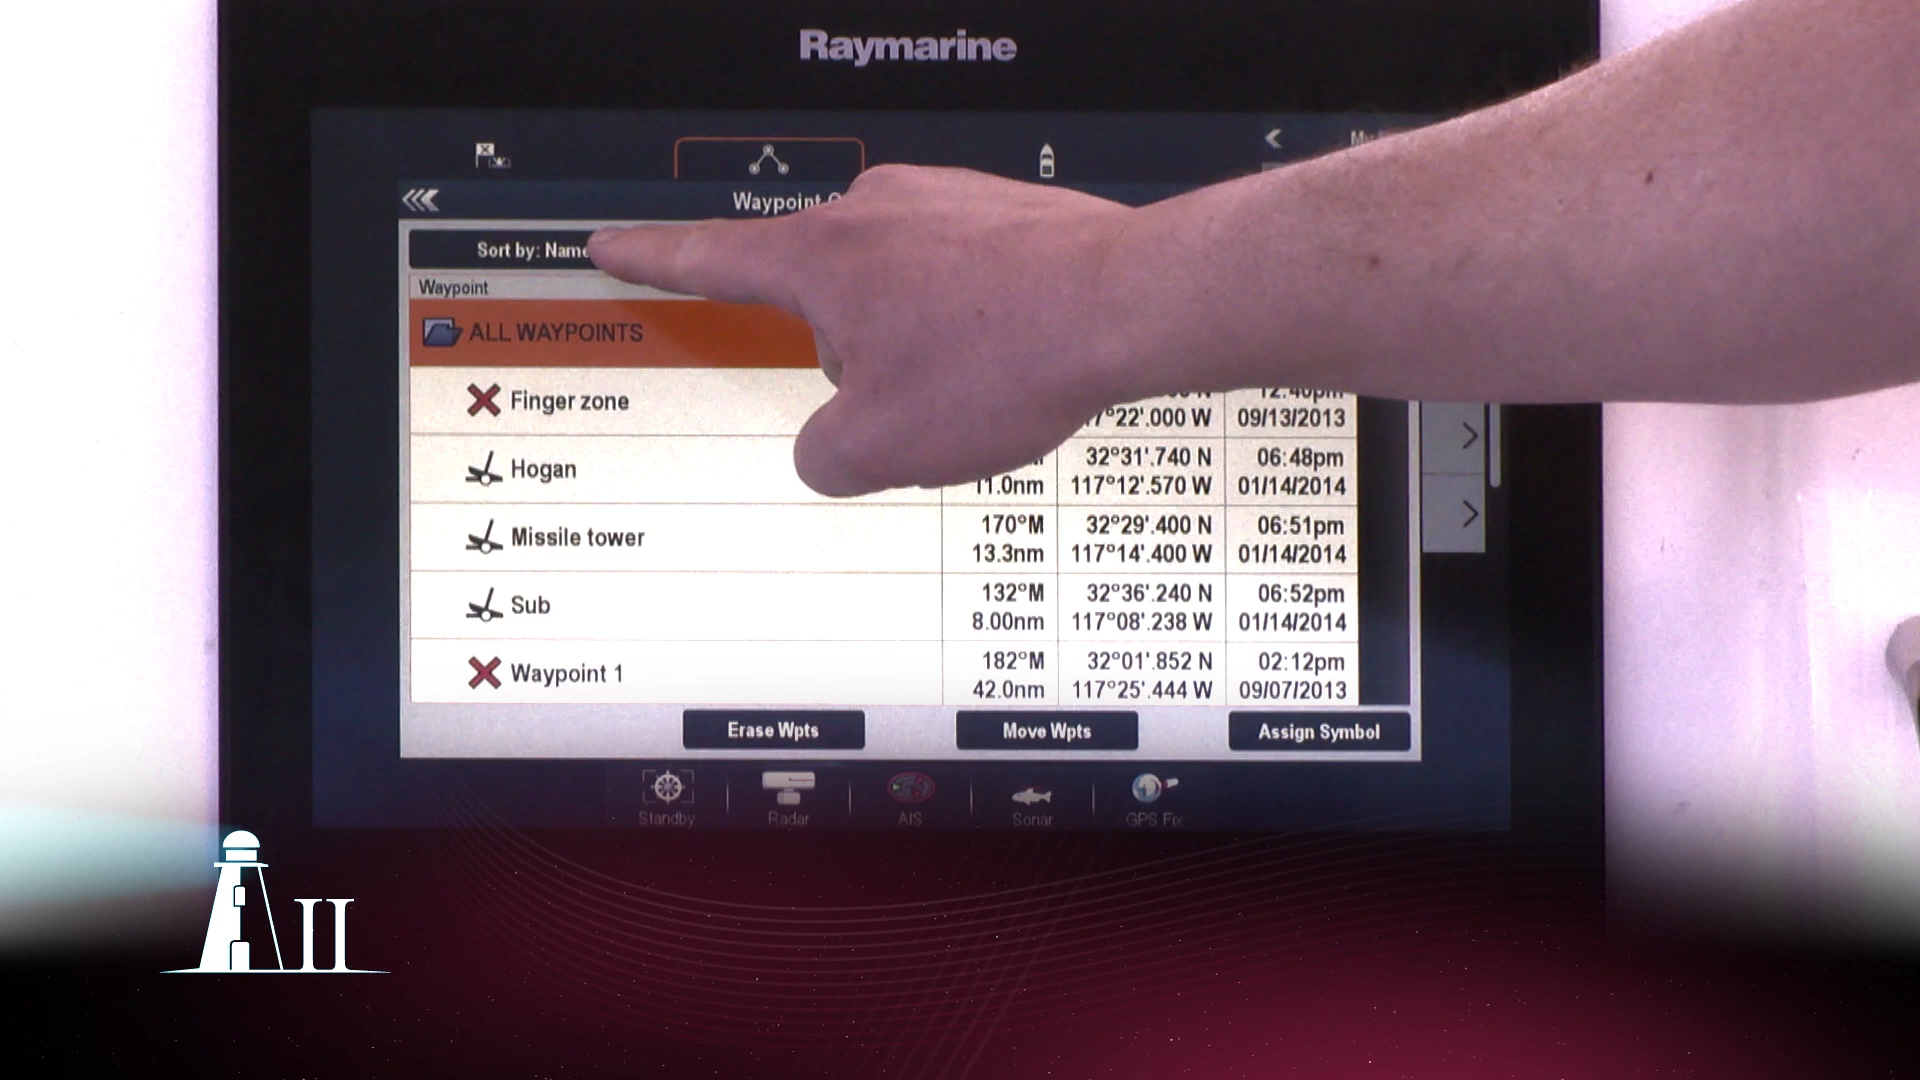 Raymarine
Waypoint
Sort by: Name
Waypoint
ALL WAYPOINTS
Finger zone
7°22'.000 W
12:40pm
09/13/2013
Hogan
11.0nm
32°31'.740 N
117°12'.570 W
06:48pm
01/14/2014
Missile tower
170°M
13.3nm
32°29'.400 N
117°14'.400 W
06:51pm
01/14/2014
Sub
132°M
8.00nm
32°36'.240 N
117°08'.238 W
06:52pm
01/14/2014
Waypoint 1
182°M
42.0nm
32°01'.852 N
117°25'.444 W
02:12pm
09/07/2013
Erase Wpts
Move Wpts
Assign Symbol
Standby
Radar
AIS
Sonar
GPS Fix
II